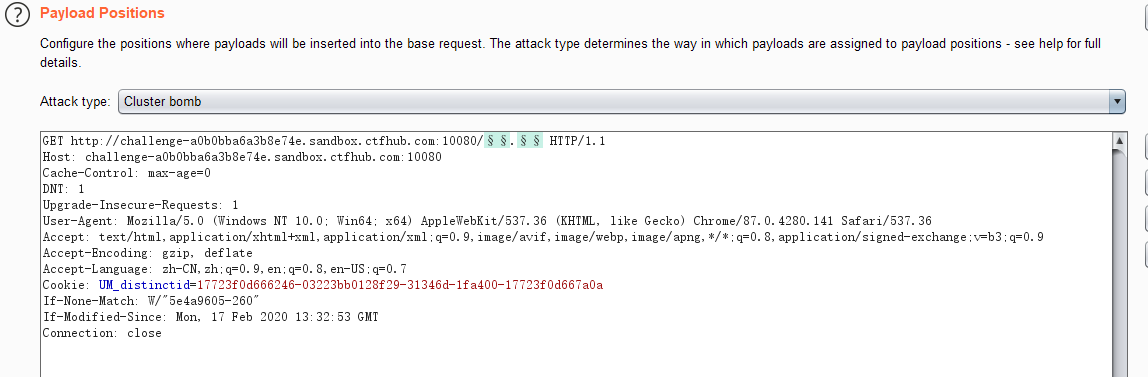 ?
Payload Positions
Configure the positions where payloads will be inserted into the base request. The attack type determines the way in which payloads are assigned to payload positions - see help for full
details.
Attack type: Cluster bomb
GET http://challenge-a0b0bba6a3b8e74e.sandbox.ctfhub.com:10080/§ §.§ § HTTP/1.1
Host: challenge-a0b0bba6a3b8e74e.sandbox.ctfhub.com:10080
Cache-Control: max-age=0
DNT: 1
Upgrade-Insecure-Requests: 1
User-Agent: Mozilla/5.0 (Windows NT 10.0; Win64; x64) AppleWebKit/537.36 (KHTML, like Gecko) Chrome/87.0.4280.141 Safari/537.36
Accept: text/html,application/xhtml+xml,application/xml;q=0.9,image/avif,image/webp,image/apng,*/*;q=0.8,application/signed-exchange;v=b3;q=0.9
Accept-Encoding: gzip, deflate
Accept-Language: zh-CN,zh;q=0.9,en;q=0.8,en-US;q=0.7
Cookie: UM_distinctid=17723f0d666246-03223bb0128f29-31346d-1fa400-17723f0d667a0a
If-None-Match: W/"5e4a9605-260"
If-Modified-Since: Mon, 17 Feb 2020 13:32:53 GMT
Connection: close